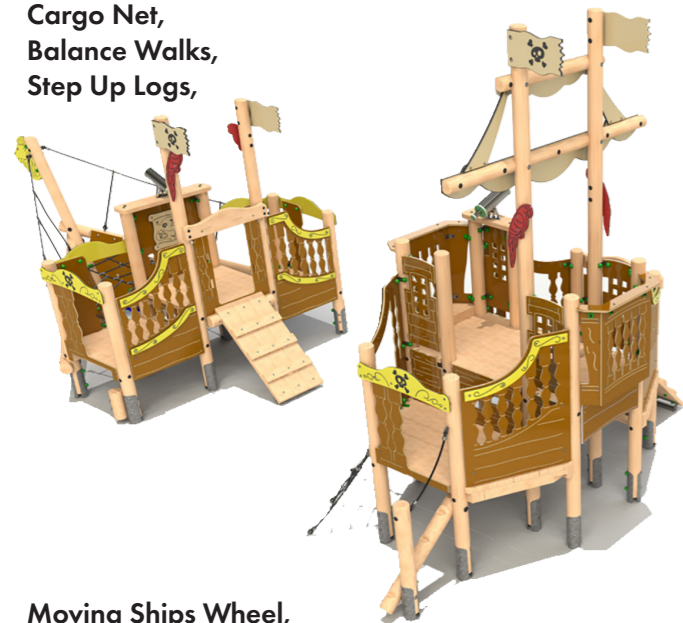 Cargo Net,
Balance Walks,
Step Up Logs,
Moving Ships Wheel,